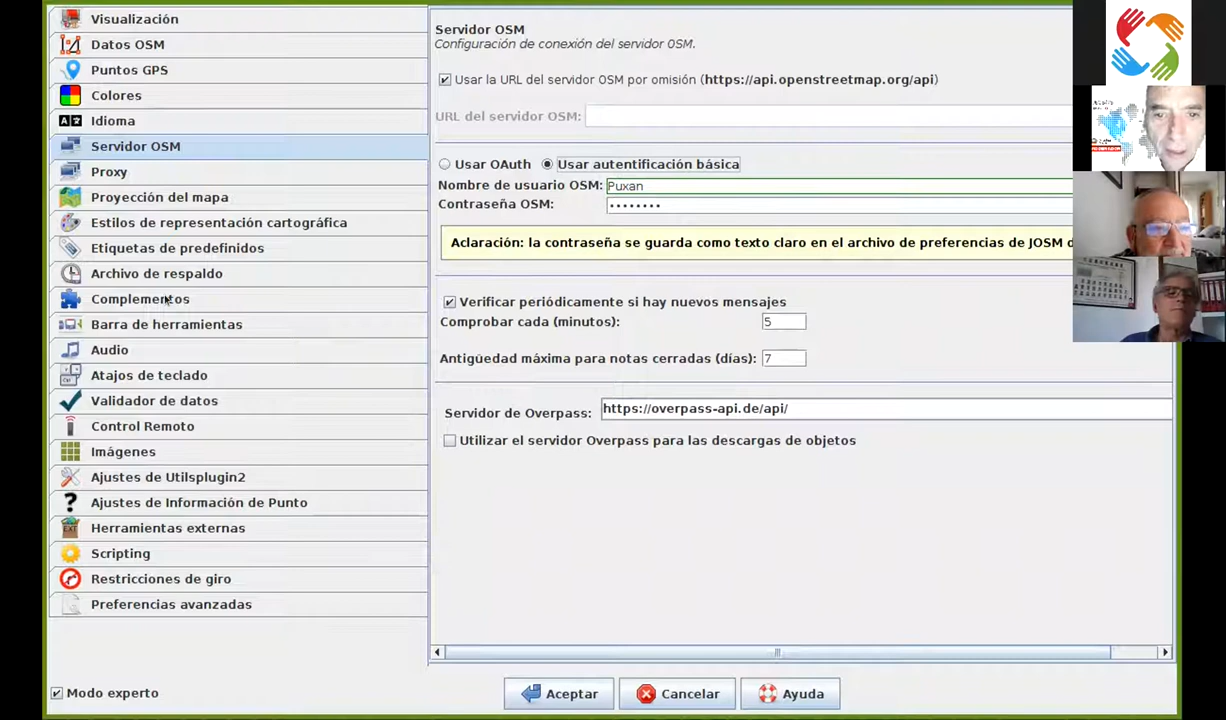 Visualización
Datos OSM
Puntos GPS
Colores
Idioma
Servidor OSM
Proxy
Proyección del mapa
Estilos de representación cartográfica
Etiquetas de predefinidos
Archivo de respaldo
Complementos
Barra de herramientas
Audio
Atajos de teclado
Validador de datos
Control Remoto
Imágenes
Ajustes de Utilsplugin2
Ajustes de Información de Punto
Herramientas externas
Scripting
Restricciones de giro
Preferencias avanzadas
Modo experto
Servidor OSM
Configuración de conexión del servidor OSM.
Usar la URL del servidor OSM por omisión (https://api.openstreetmap.org/api)
URL del servidor OSM:
Usar OAuth Usar autentificación básica
Nombre de usuario OSM: Puxan
Contraseña OSM: ••••••••
Aclaración: la contraseña se guarda como texto claro en el archivo de preferencias de JOSM d
Verificar periódicamente si hay nuevos mensajes
Comprobar cada (minutos): 5
Antigüedad máxima para notas cerradas (días): 7
Servidor de Overpass: https://overpass-api.de/api/
Utilizar el servidor Overpass para las descargas de objetos
Aceptar Cancelar Ayuda